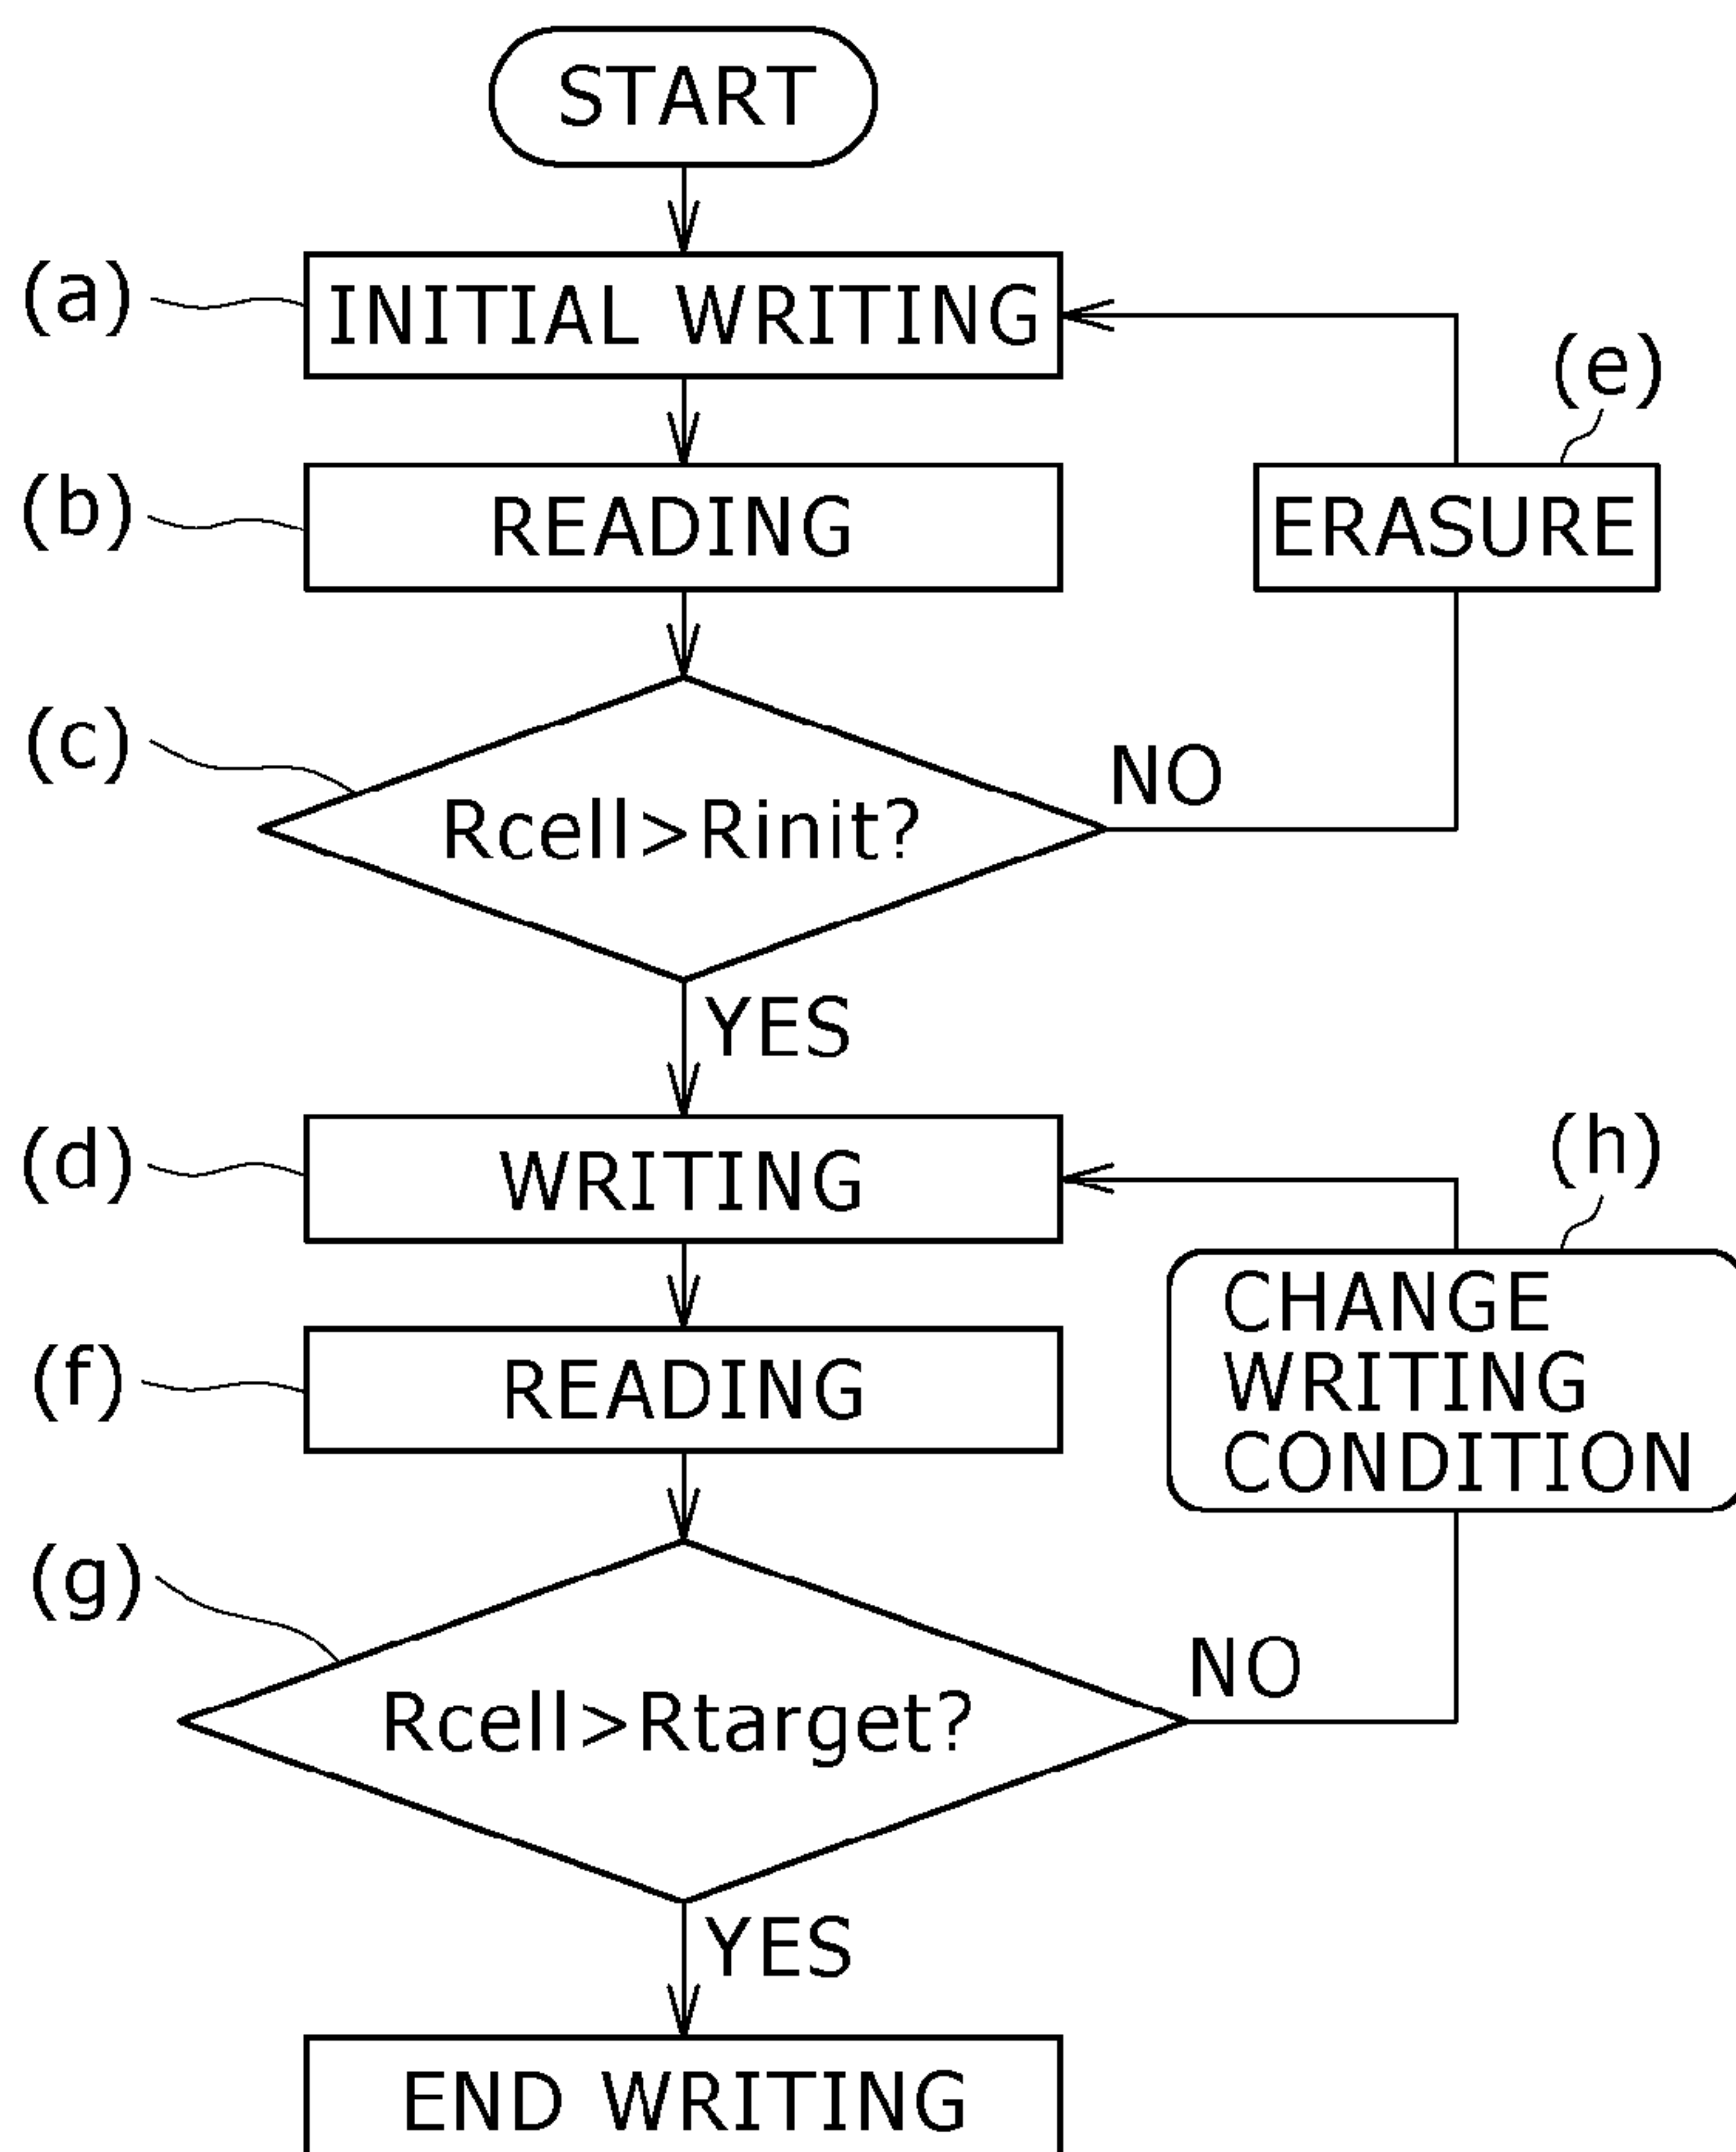 START
(a)
INITIAL WRITING
(e)
(b)
READING
ERASURE
(c)
Rcell>Rinit?
NO
YES
(d)
WRITING
(h)
CHANGE
WRITING
CONDITION
(f)
READING
(g)
Rcell>Rtarget?
NO
YES
END WRITING